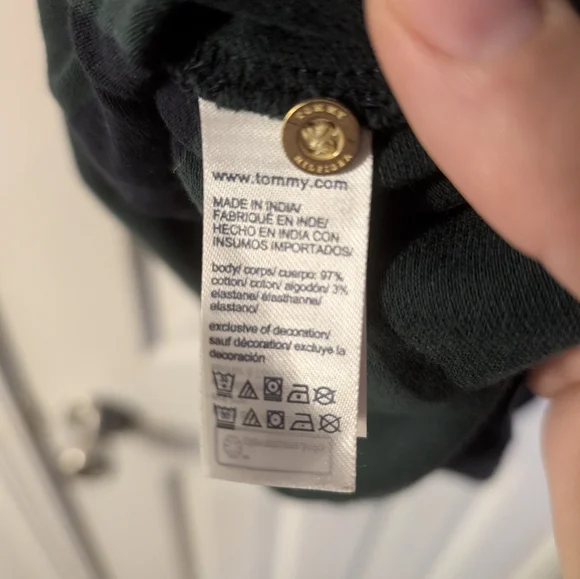 TOMMY
HILFIGER
www.tommy.com
MADE IN INDIA/
FABRIQUÉ EN INDE/
HECHO EN INDIA CON
INSUMOS IMPORTADOS/
body/ corps/ cuerpo: 97%
cotton/ coton/ algodón/ 3%
elastane/ élasthanne/
elastano/
exclusive of decoration/
sauf décoration/ excluye la
decoración